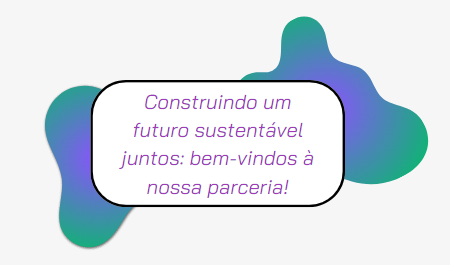 Construindo um
futuro sustentável
juntos: bem-vindos à
nossa parceria!